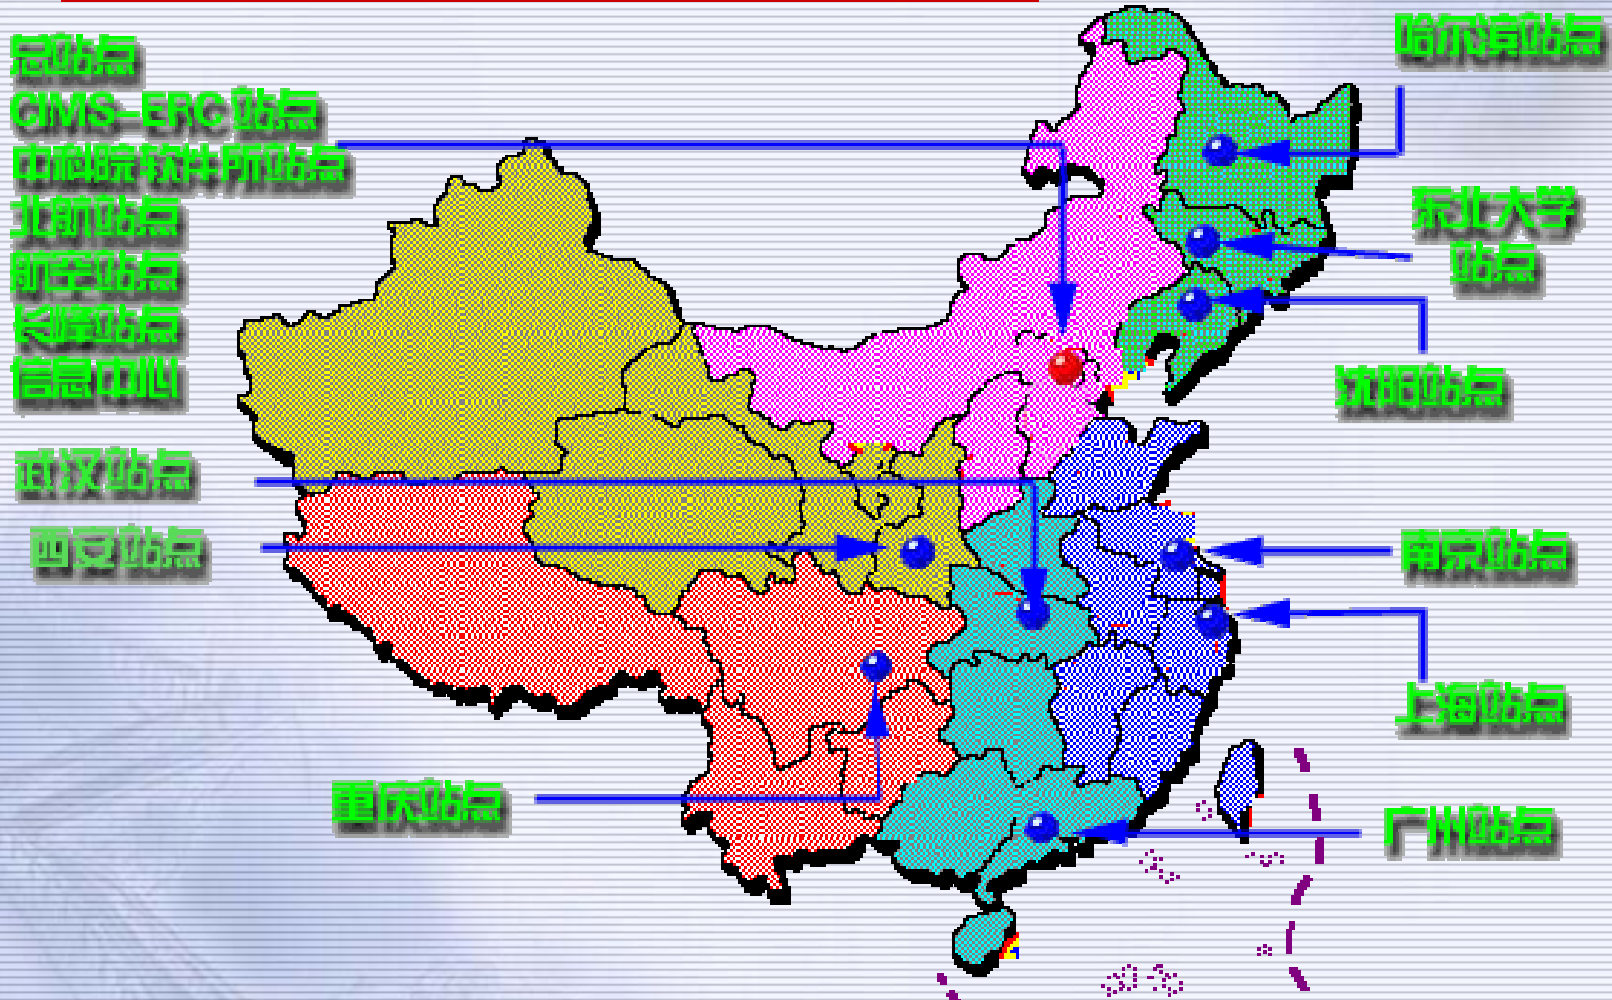 总站点
CIMS-ERC站点
中科院软件所站点
北航站点
航空站点
长峰站点
信息中心
武汉站点
西安站点
重庆站点
哈尔滨站点
东北大学
站点
沈阳站点
南京站点
上海站点
广州站点